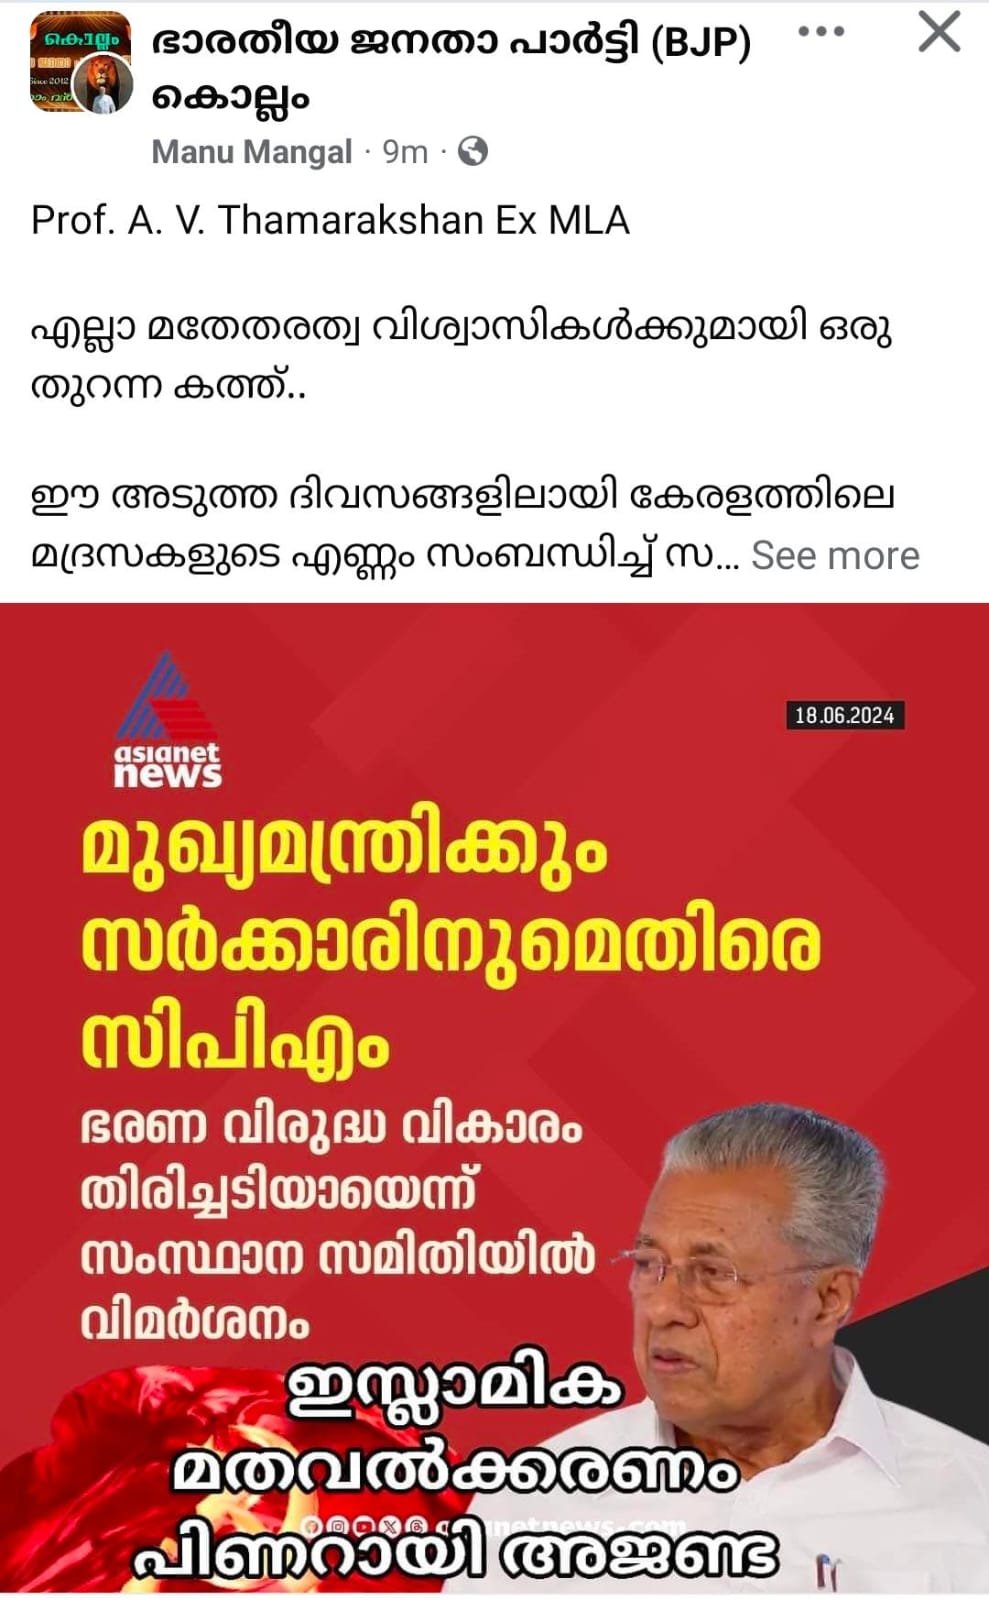 കൊല്ലം
Since 2012
ഭാരതീയ ജനതാ പാർട്ടി (BJP)
കൊല്ലം
Manu Mangal · 9m ·
Prof. A. V. Thamarakshan Ex MLA
എല്ലാ മതേതരത്വ വിശ്വാസികൾക്കുമായി ഒരു
തുറന്ന കത്ത്..
ഈ അടുത്ത ദിവസങ്ങളിലായി കേരളത്തിലെ
മദ്രസകളുടെ എണ്ണം സംബന്ധിച്ച് സ... See more
asianet
news
18.06.2024
മുഖ്യമന്ത്രിക്കും
സർക്കാരിനുമെതിരെ
സിപിഎം
ഭരണ വിരുദ്ധ വികാരം
തിരിച്ചടിയായെന്ന്
സംസ്ഥാന സമിതിയിൽ
വിമർശനം
ഇസ്ലാമിക
മതവൽക്കരണം
പിണറായി അജണ്ട